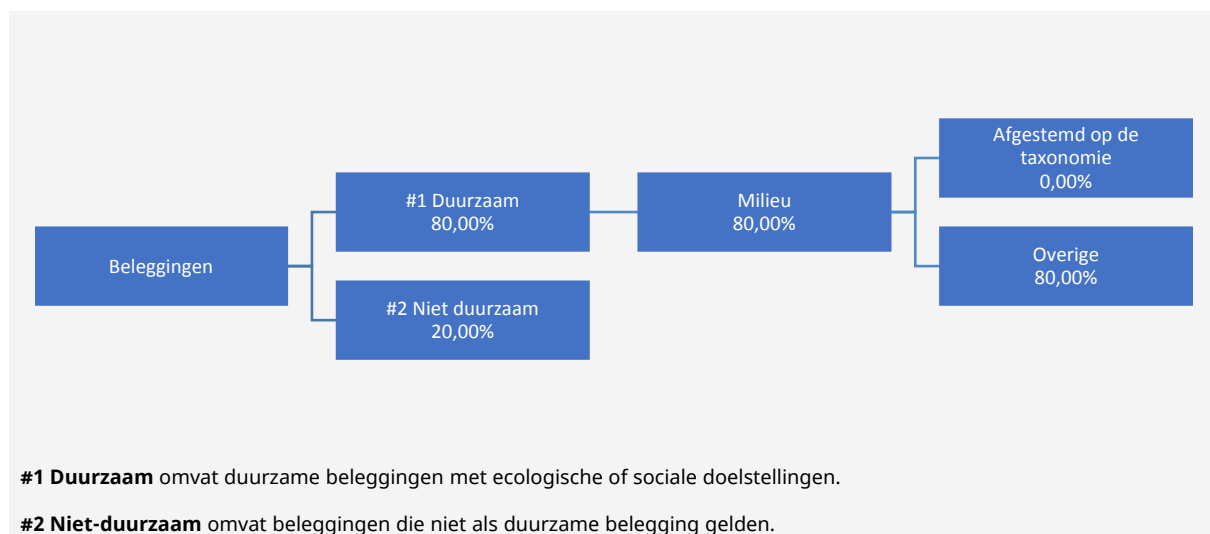 Beleggingen
#1 Duurzaam
80,00%
#2 Niet duurzaam
20,00%
Milieu
80,00%
Afgestemd op de
taxonomie
0,00%
Overige
80,00%
#1 Duurzaam omvat duurzame beleggingen met ecologische of sociale doelstellingen.
#2 Niet-duurzaam omvat beleggingen die niet als duurzame belegging gelden.